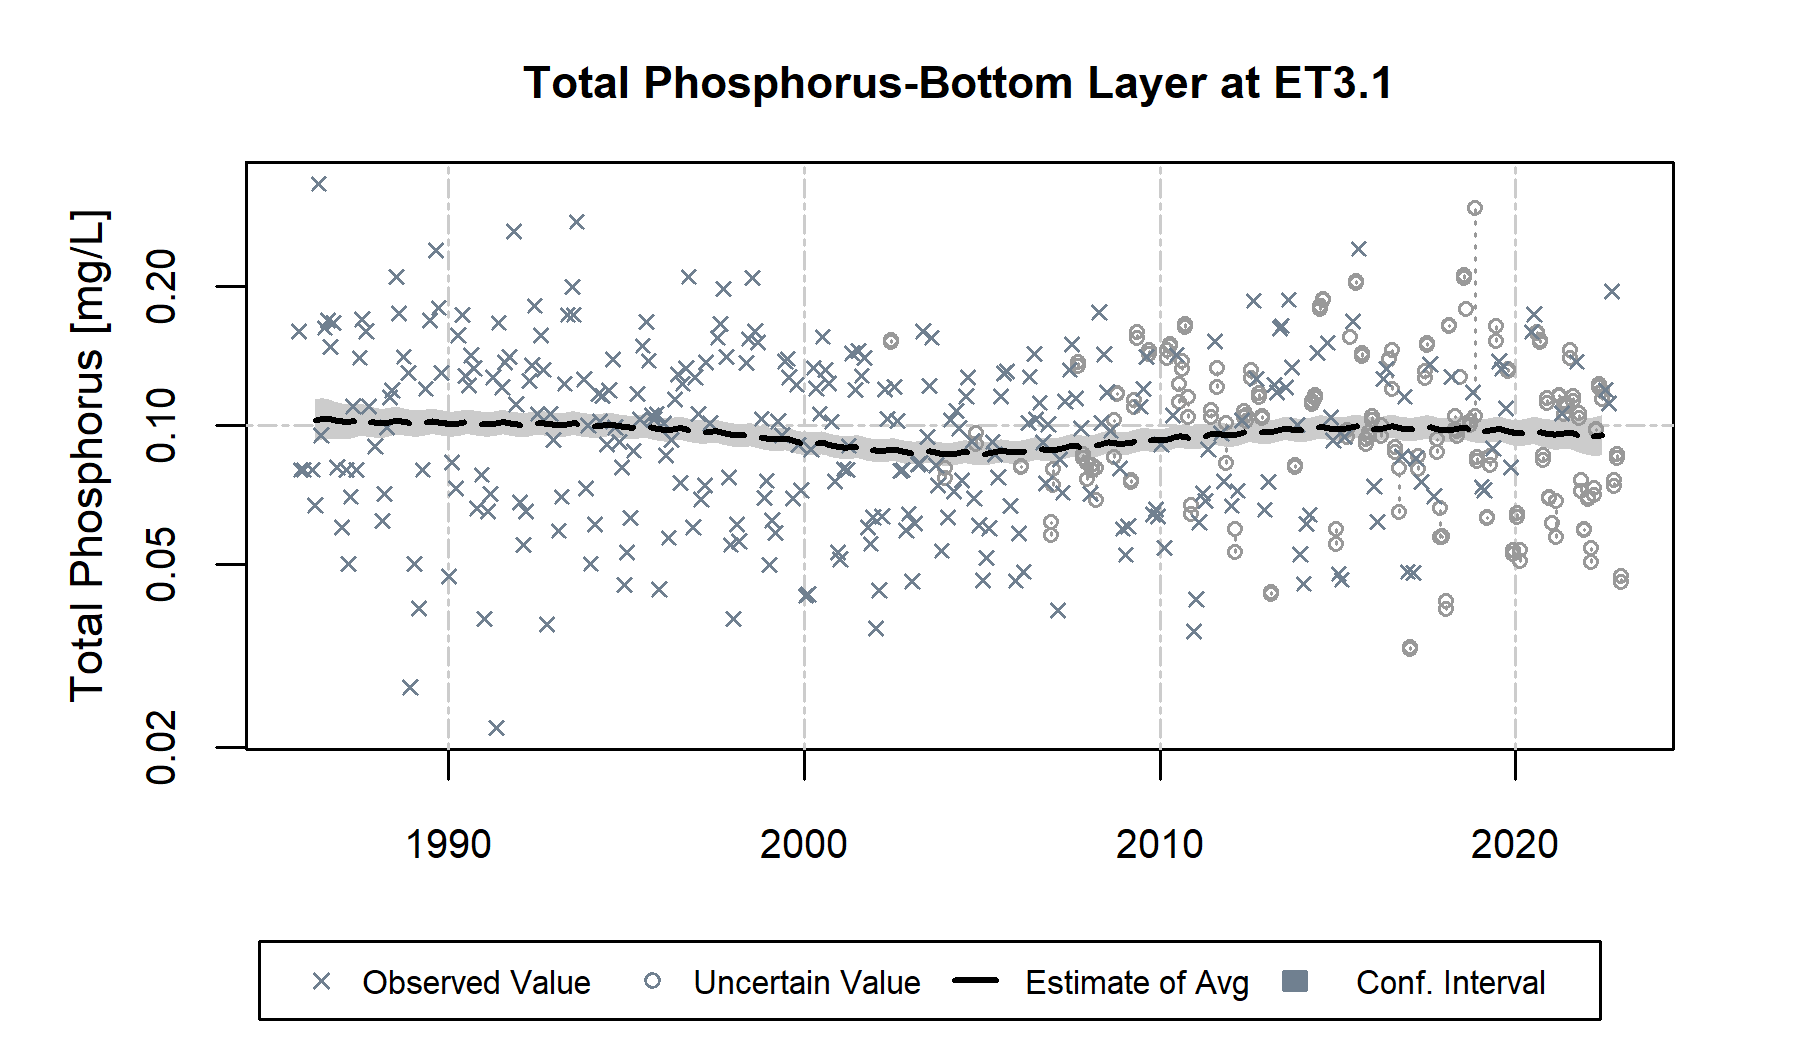 Total Phosphorus-Bottom Layer at ET3.1
Total Phosphorus [mg/L]
0.20
0.10
0.05
0.02
1990 2000 2010 2020
Observed Value Uncertain Value Estimate of Avg Conf. Interval